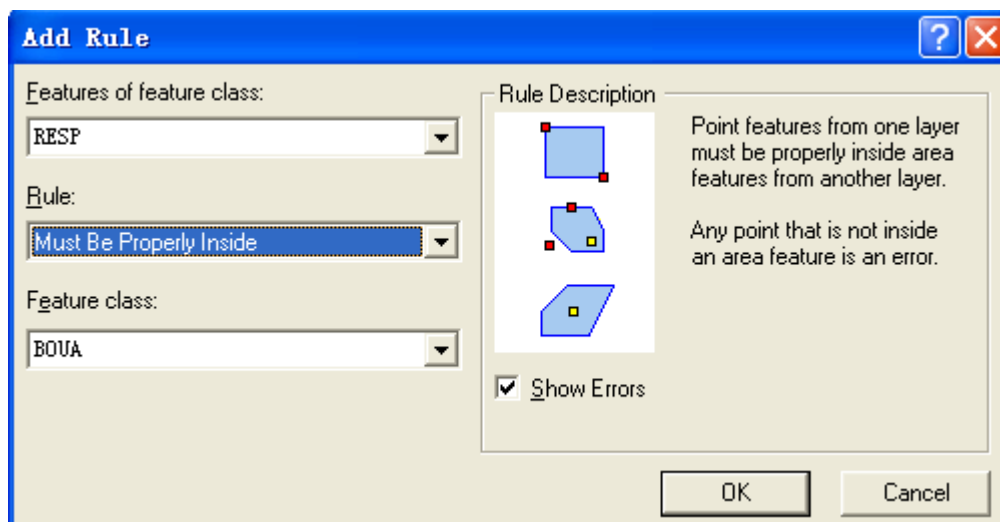 Add Rule
Features of feature class:
RESP
Rule:
Must Be Properly Inside
Feature class:
BOUA
Rule Description
Point features from one layer
must be properly inside area
features from another layer.
Any point that is not inside
an area feature is an error.
Show Errors
OK
Cancel